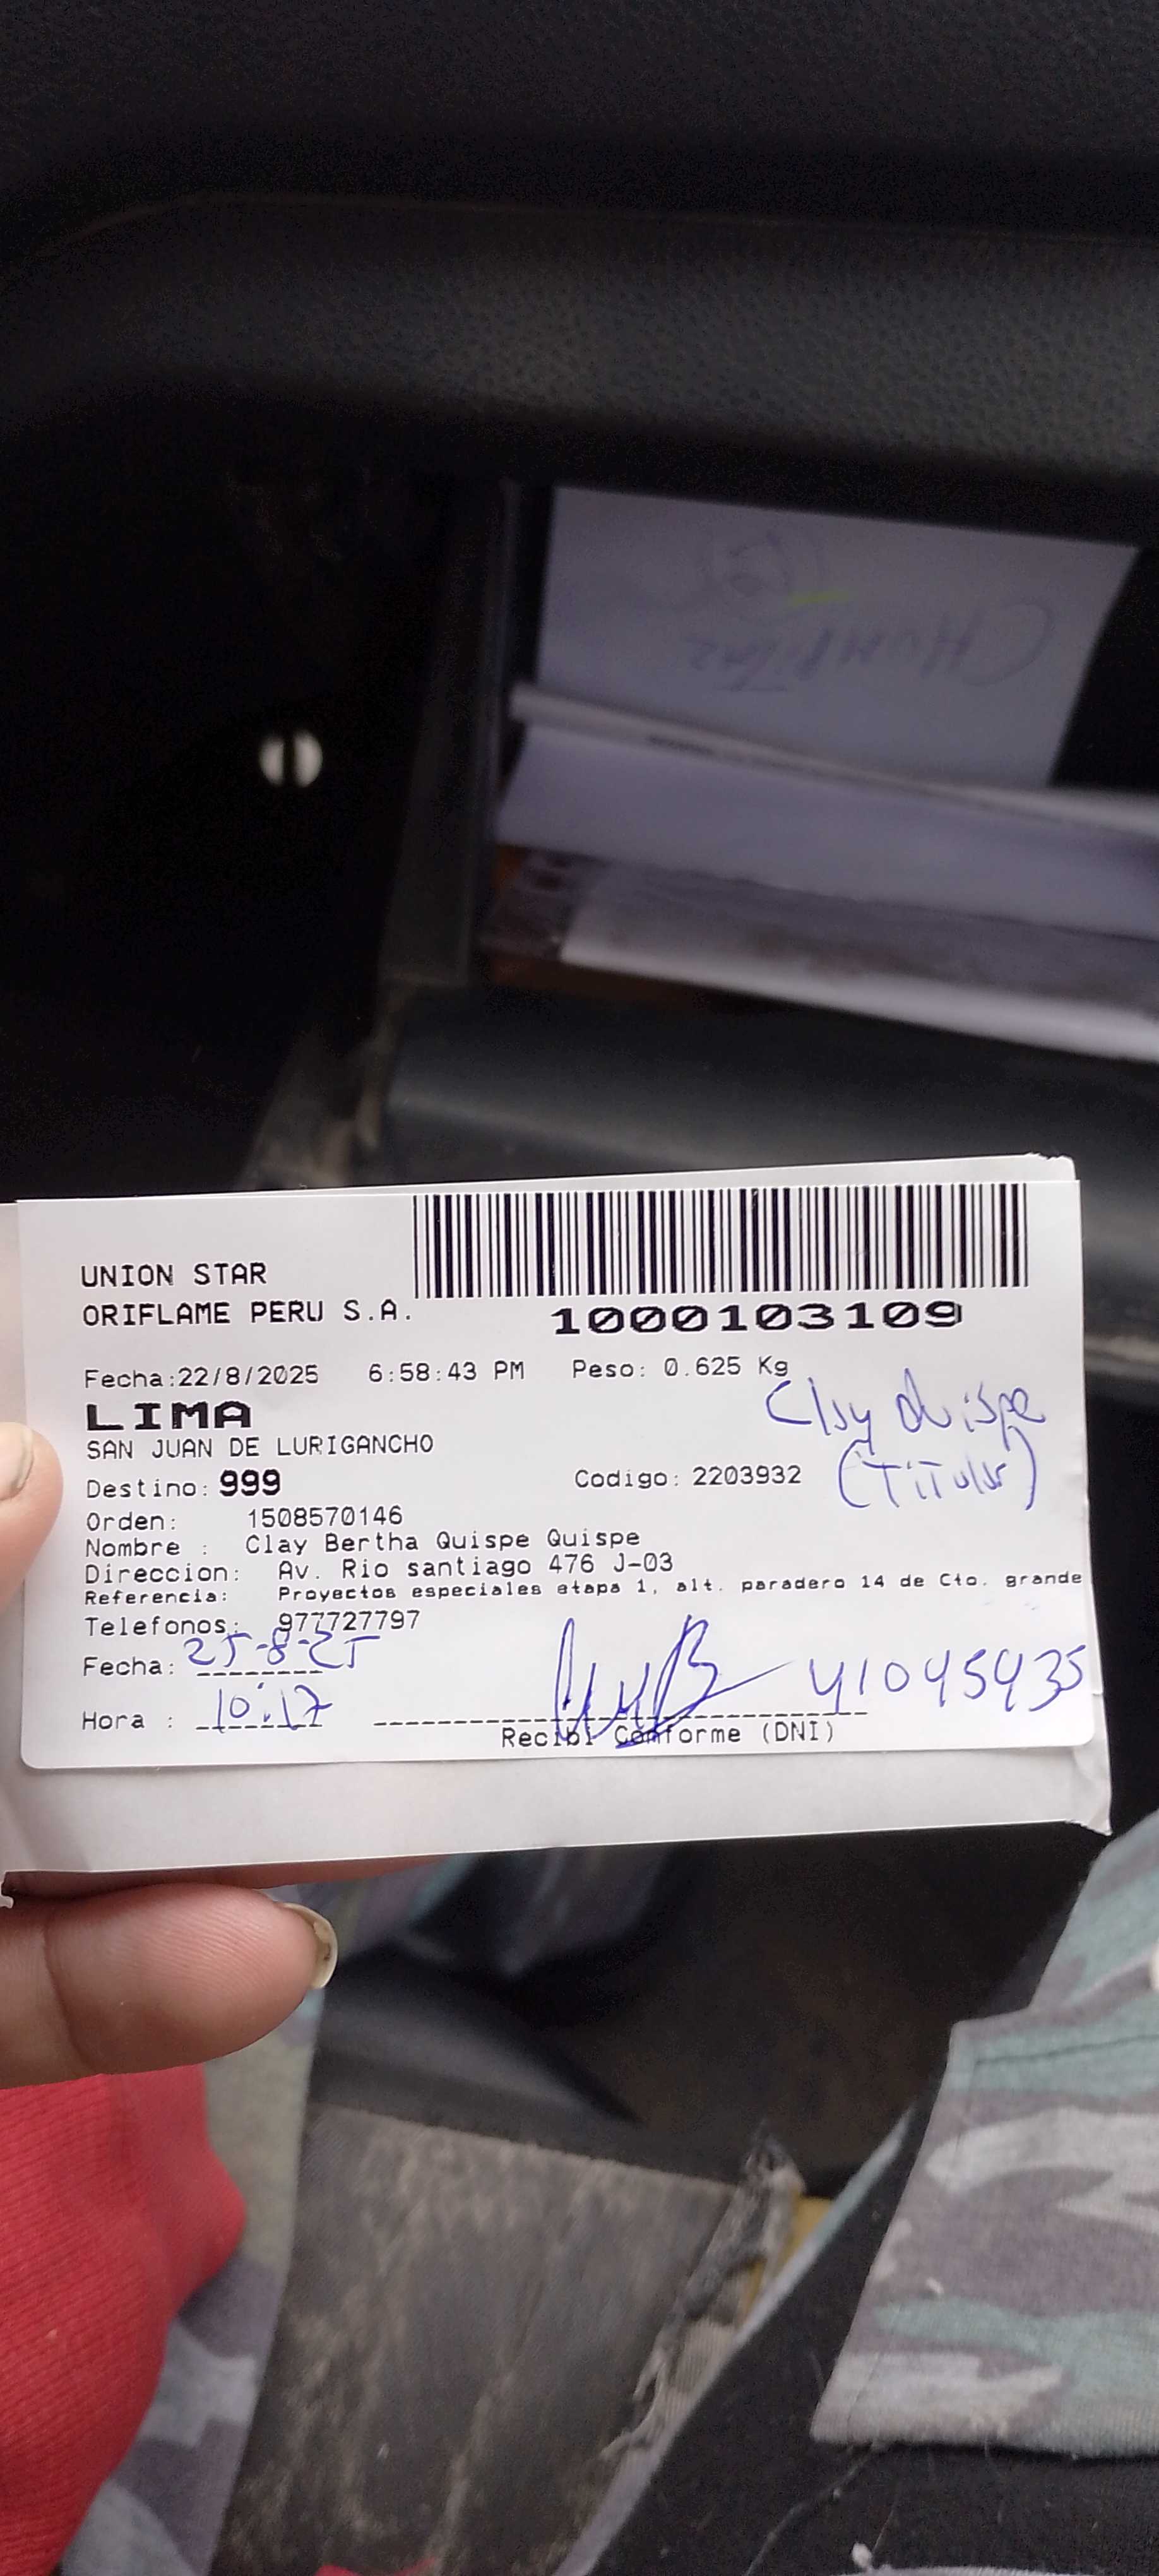 CHUMPITAZ
UNION STAR
ORIFLAME PERU S.A.
1000103109
Fecha:22/8/2025 6:58:43 PM Peso: 0.625 Kg
Clay Quispe
LIMA
SAN JUAN DE LURIGANCHO
(Titular)
Destino: 999 Codigo: 2203932
Orden: 1508570146
Nombre : Clay Bertha Quispe Quispe
Direccion: Av. Rio santiago 476 J-03
Referencia: Proyectos especiales etapa 1, alt. paradero 14 de Cto. grande
Telefonos: 977727797
Fecha: 25-8-25
41045435
Hora : 10:17
Recibi Conforme (DNI)